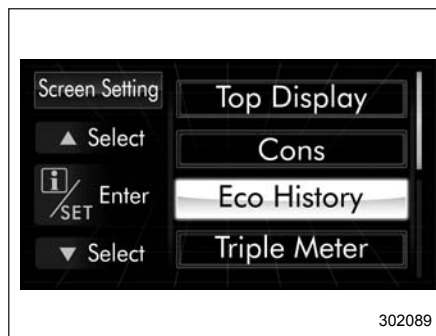 Screen Setting
▲ Select
i/SET Enter
▼ Select
Top Display
Cons
Eco History
Triple Meter
302089